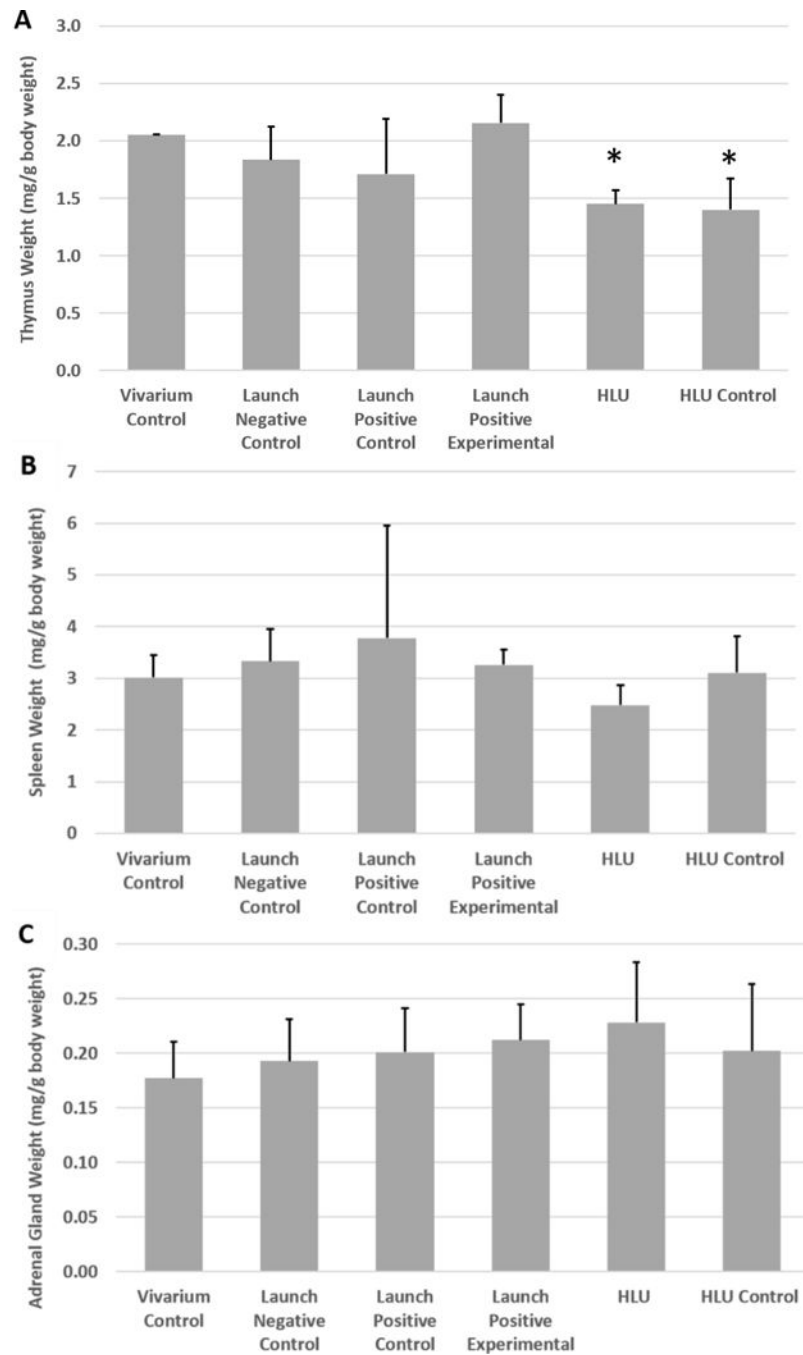 A
Thymus Weight (mg/g body weight)
3.0
2.5
2.0
1.5
1.0
0.5
0.0
*
*
Vivarium
Control
Launch
Negative
Control
Launch
Positive
Control
Launch
Positive
Experimental
HLU
HLU Control
B
Spleen Weight (mg/g body weight)
7
6
5
4
3
2
1
0
Vivarium
Control
Launch
Negative
Control
Launch
Positive
Control
Launch
Positive
Experimental
HLU
HLU Control
C
Adrenal Gland Weight (mg/g body weight)
0.30
0.25
0.20
0.15
0.10
0.05
0.00
Vivarium
Control
Launch
Negative
Control
Launch
Positive
Control
Launch
Positive
Experimental
HLU
HLU Control